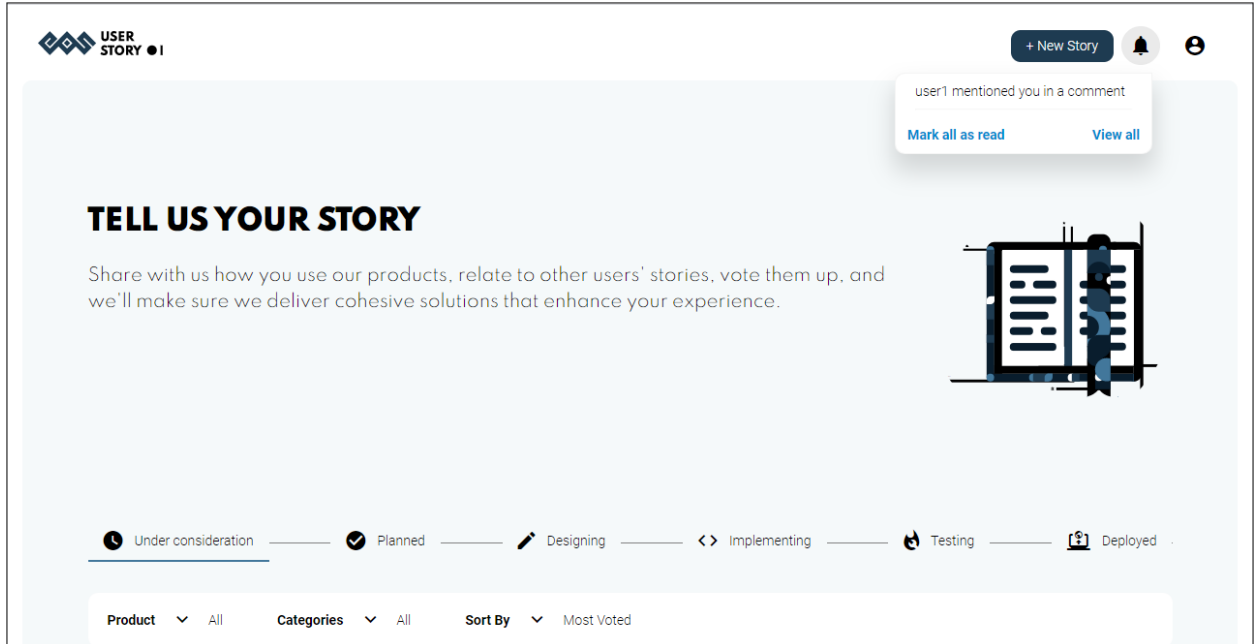 eos USER
STORY ● I
+ New Story
user1 mentioned you in a comment
Mark all as read View all
TELL US YOUR STORY
Share with us how you use our products, relate to other users' stories, vote them up, and
we'll make sure we deliver cohesive solutions that enhance your experience.
Under consideration Planned Designing Implementing Testing Deployed
Product All Categories All Sort By Most Voted